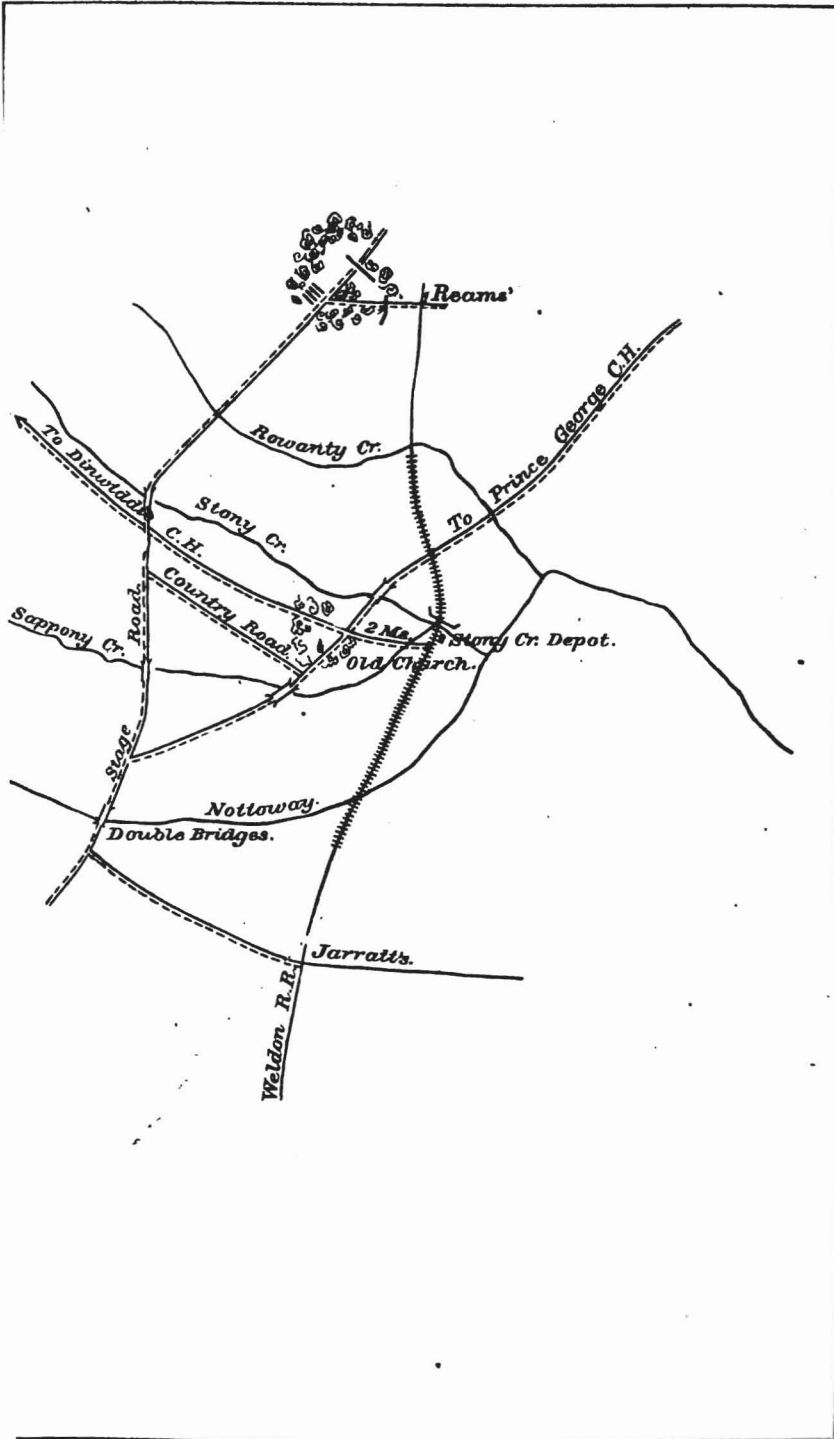 Reams'
To Prince George C.H.
Rowanty Cr.
To Dinwiddie C.H.
Stony Cr.
Country Road.
Sappony Cr.
2 Ms.
Stony Cr. Depot.
Old Church.
Stage Road.
Nottoway.
Double Bridges.
Jarratt's.
Weldon R.R.